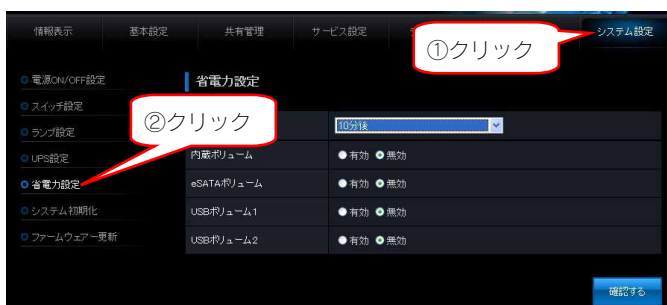 情報表示 基本設定 共有管理 サービス設定 システム設定
①クリック
電源ON/OFF設定
省電力設定
スイッチ設定
②クリック
10分後
ランプ設定
UPS設定
内蔵ボリューム 有効 無効
省電力設定
eSATAボリューム 有効 無効
システム初期化
USBボリューム1 有効 無効
ファームウェアー更新
USBボリューム2 有効 無効
確認する